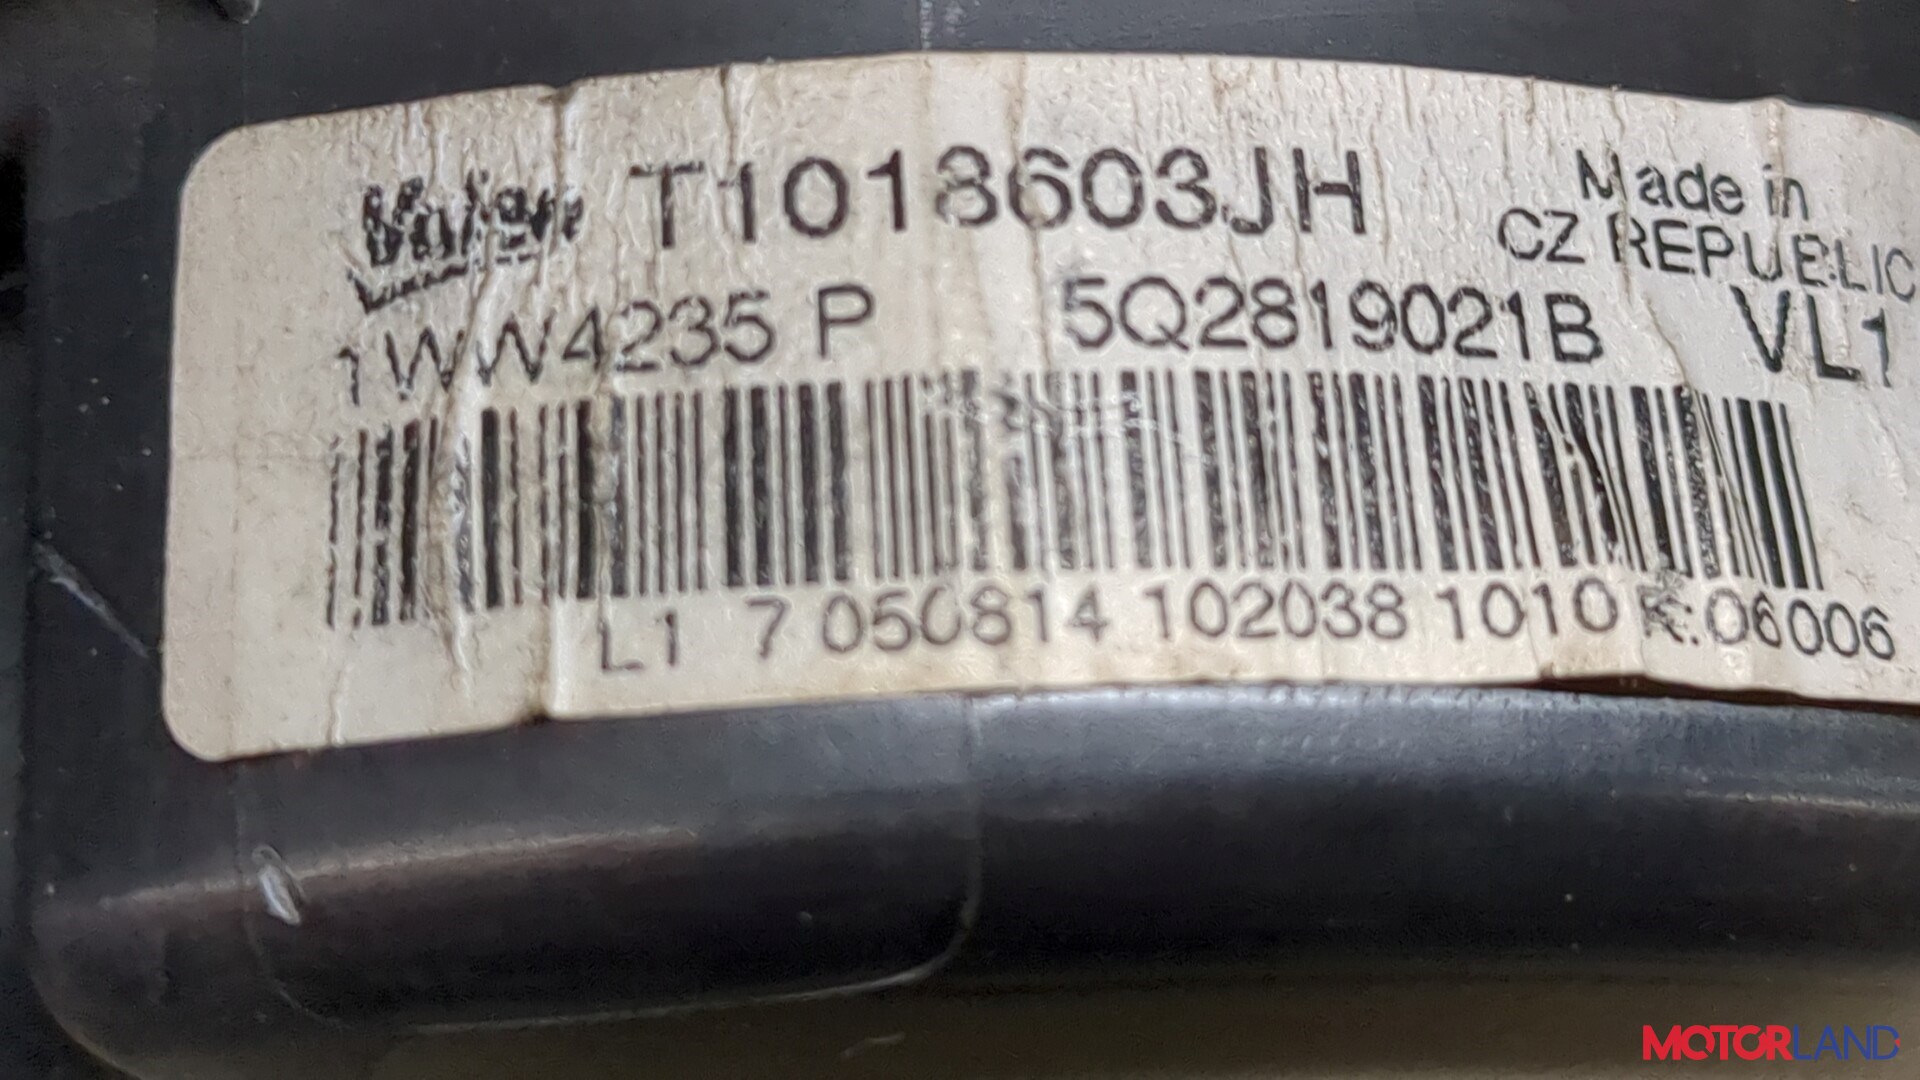 Valeo T1018603JH Made in
CZ REPUBLIC
1WW4235 P 5Q2819021B VL1
L1 7 050814 102038 1010 R:06006
MOTORLAND